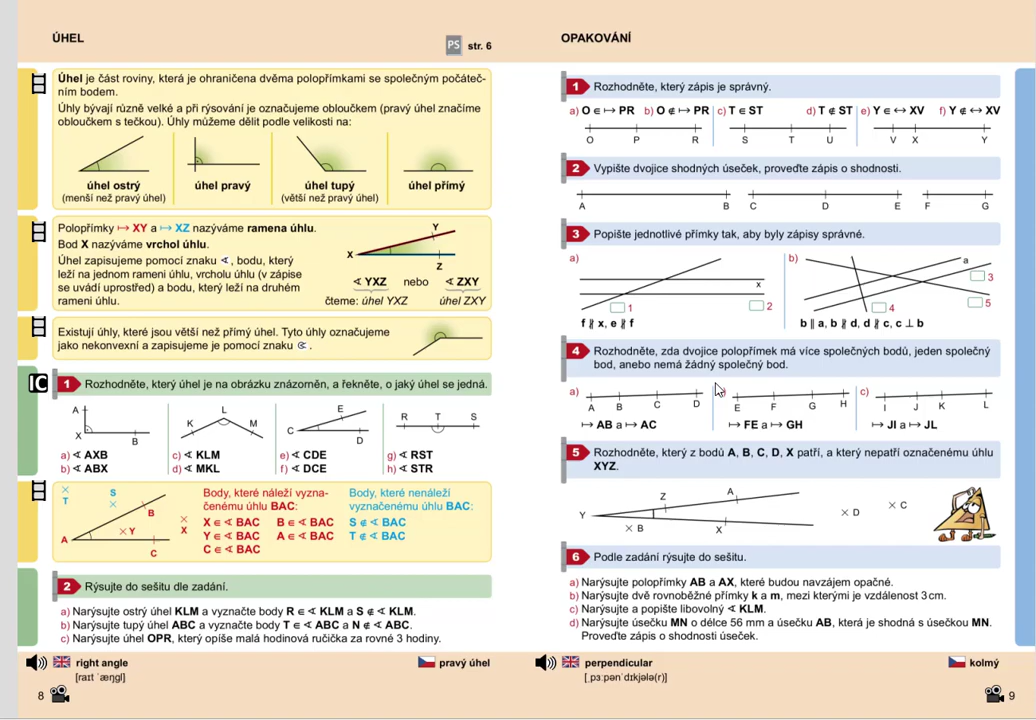 ÚHEL
PS str. 6
Úhel je část roviny, která je ohraničena dvěma polopřímkami se společným počáteč-
ním bodem.
Úhly bývají různě velké a při rýsování je označujeme obloučkem (pravý úhel značíme
obloučkem s tečkou). Úhly můžeme dělit podle velikosti na:
úhel ostrý
(menší než pravý úhel)
úhel pravý
úhel tupý
(větší než pravý úhel)
úhel přímý
Polopřímky ↦ XY a ↦ XZ nazýváme ramena úhlu.
Bod X nazýváme vrchol úhlu.
Úhel zapisujeme pomocí znaku ∢, bodu, který
leží na jednom rameni úhlu, vrcholu úhlu (v zápise
se uvádí uprostřed) a bodu, který leží na druhém
rameni úhlu.
X Y Z
∢ YXZ nebo ∢ ZXY
čteme: úhel YXZ úhel ZXY
Existují úhly, které jsou větší než přímý úhel. Tyto úhly označujeme
jako nekonvexní a zapisujeme je pomocí znaku ∢.
IC
1 Rozhodněte, který úhel je na obrázku znázorněn, a řekněte, o jaký úhel se jedná.
A X B
K L M
C E D
R T S
a) ∢ AXB c) ∢ KLM e) ∢ CDE g) ∢ RST
b) ∢ ABX d) ∢ MKL f) ∢ DCE h) ∢ STR
T S B Y X A C
Body, které náleží vyzna-
čenému úhlu BAC:
X ∈ ∢ BAC B ∈ ∢ BAC
Y ∈ ∢ BAC A ∈ ∢ BAC
C ∈ ∢ BAC
Body, které nenáleží
vyznačenému úhlu BAC:
S ∉ ∢ BAC
T ∉ ∢ BAC
2 Rýsujte do sešitu dle zadání.
a) Narýsujte ostrý úhel KLM a vyznačte body R ∈ ∢ KLM a S ∉ ∢ KLM.
b) Narýsujte tupý úhel ABC a vyznačte body T ∈ ∢ ABC a N ∉ ∢ ABC.
c) Narýsujte úhel OPR, který opíše malá hodinová ručička za rovné 3 hodiny.
right angle
[raɪt ˈæŋgl]
pravý úhel
8
OPAKOVÁNÍ
1 Rozhodněte, který zápis je správný.
a) O ∈ ↦ PR b) O ∉ ↦ PR c) T ∈ ST d) T ∉ ST e) Y ∈ ↔ XV f) Y ∉ ↔ XV
O P R S T U V X Y
2 Vypište dvojice shodných úseček, proveďte zápis o shodnosti.
A B C D E F G
3 Popište jednotlivé přímky tak, aby byly zápisy správné.
a) x 1 2
b) a 3 4 5
f ∦ x, e ∦ f
b ∥ a, b ∦ d, d ∦ c, c ⊥ b
4 Rozhodněte, zda dvojice polopřímek má více společných bodů, jeden společný
bod, anebo nemá žádný společný bod.
a) A B C D
E F G H
c) I J K L
↦ AB a ↦ AC ↦ FE a ↦ GH ↦ JI a ↦ JL
5 Rozhodněte, který z bodů A, B, C, D, X patří, a který nepatří označenému úhlu
XYZ.
Y Z A B X D C
6 Podle zadání rýsujte do sešitu.
a) Narýsujte polopřímky AB a AX, které budou navzájem opačné.
b) Narýsujte dvě rovnoběžné přímky k a m, mezi kterými je vzdálenost 3 cm.
c) Narýsujte a popište libovolný ∢ KLM.
d) Narýsujte úsečku MN o délce 56 mm a úsečku AB, která je shodná s úsečkou MN.
Proveďte zápis o shodnosti úseček.
perpendicular
[ˌpɜːpənˈdɪkjələ(r)]
kolmý
9